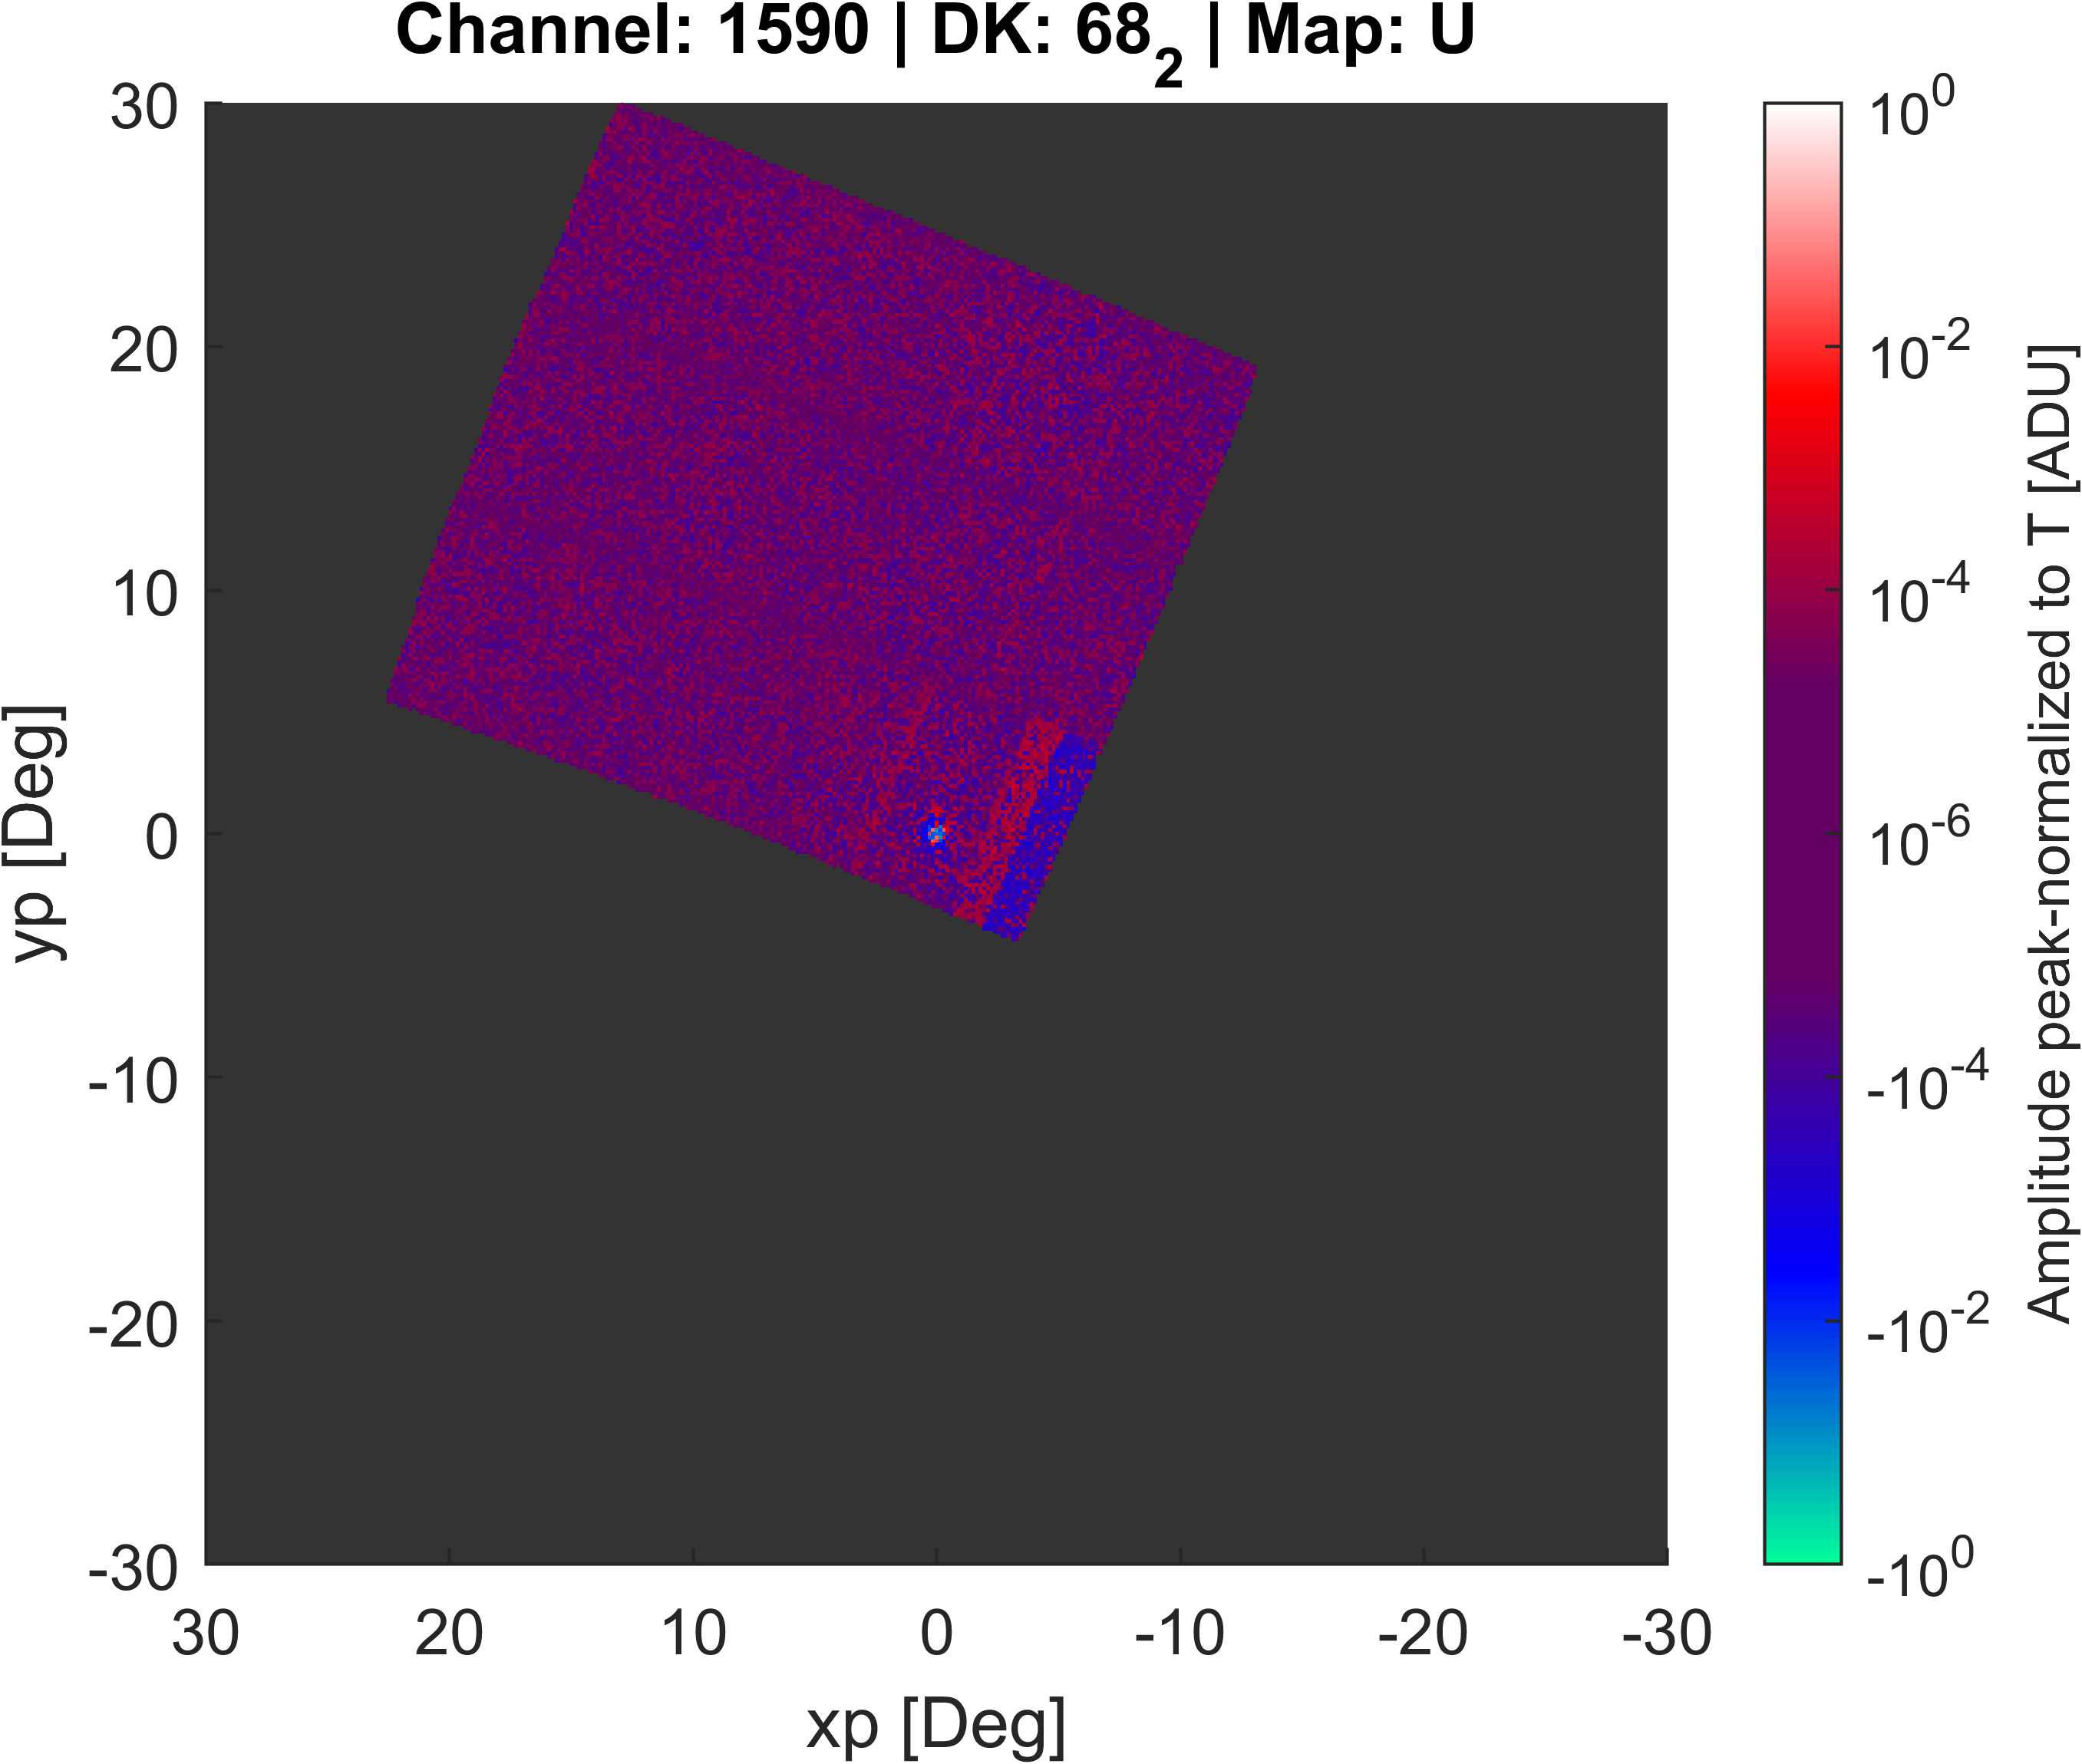 Channel: 1590 | DK: 68₂ | Map: U
30
20
10
0
-10
-20
-30
yp [Deg]
30 20 10 0 -10 -20 -30
xp [Deg]
10⁰
10⁻²
10⁻⁴
10⁻⁶
-10⁻⁴
-10⁻²
-10⁰
Amplitude peak-normalized to T [ADU]